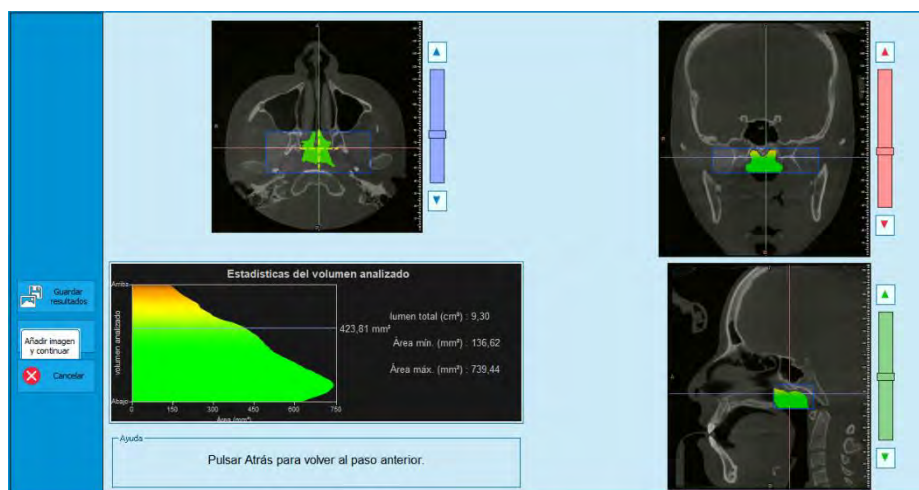 Estadísticas del volumen analizado
Arriba
volumen analizado
Abajo
0 150 300 450 600 750
Área (mm²)
423,81 mm²
lumen total (cm³) : 9,30
Área mín. (mm²) : 136,62
Área máx. (mm²) : 739,44
Guardar
resultados
Añadir imagen
y continuar
Cancelar
Ayuda
Pulsar Atrás para volver al paso anterior.